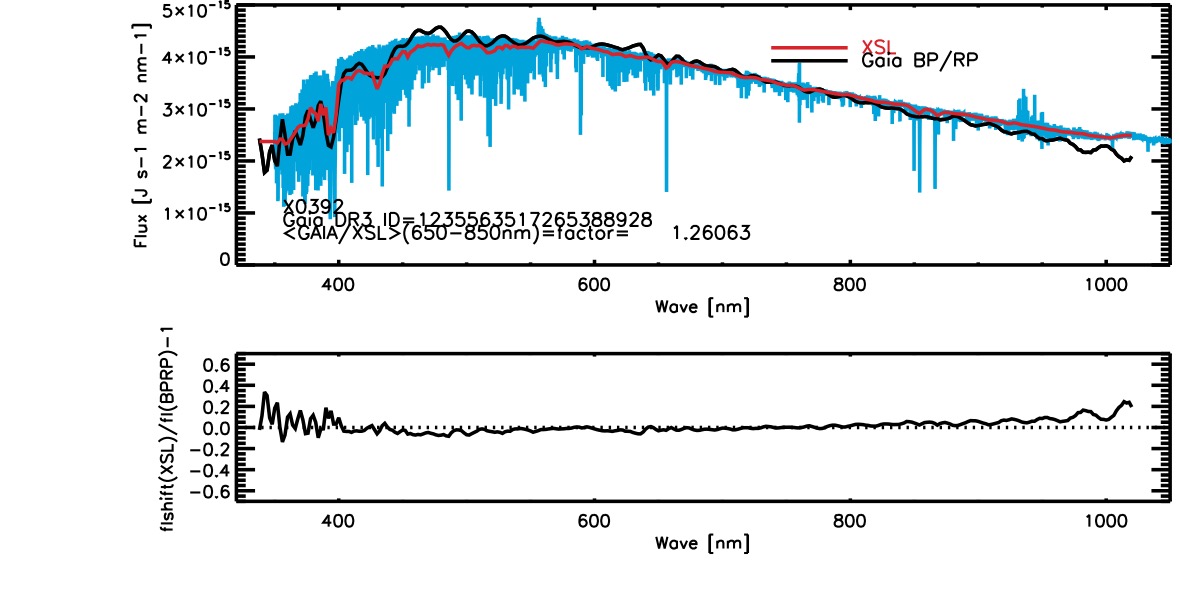 5×10−15
4×10−15
3×10−15
2×10−15
1×10−15
0
Flux [J s−1 m−2 nm−1]
XSL
Gaia BP/RP
X0392
Gaia DR3 ID=1235563517265388928
<GAIA/XSL>(650−850nm)=factor= 1.26063
400 600 800 1000
Wave [nm]
flshift(XSL)/fl(BPRP)−1
0.6
0.4
0.2
0.0
−0.2
−0.4
−0.6
400 600 800 1000
Wave [nm]